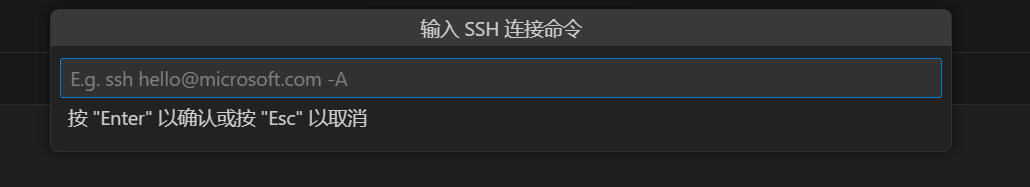 输入 SSH 连接命令
E.g. ssh hello@microsoft.com -A
按 "Enter" 以确认或按 "Esc" 以取消